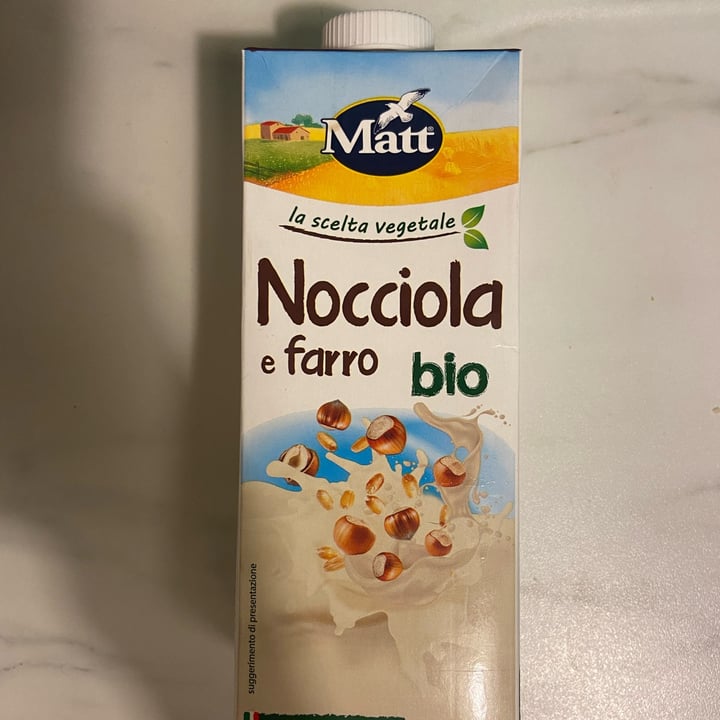 Matt
la scelta vegetale
Nocciola
e farro
bio
suggerimento di presentazione